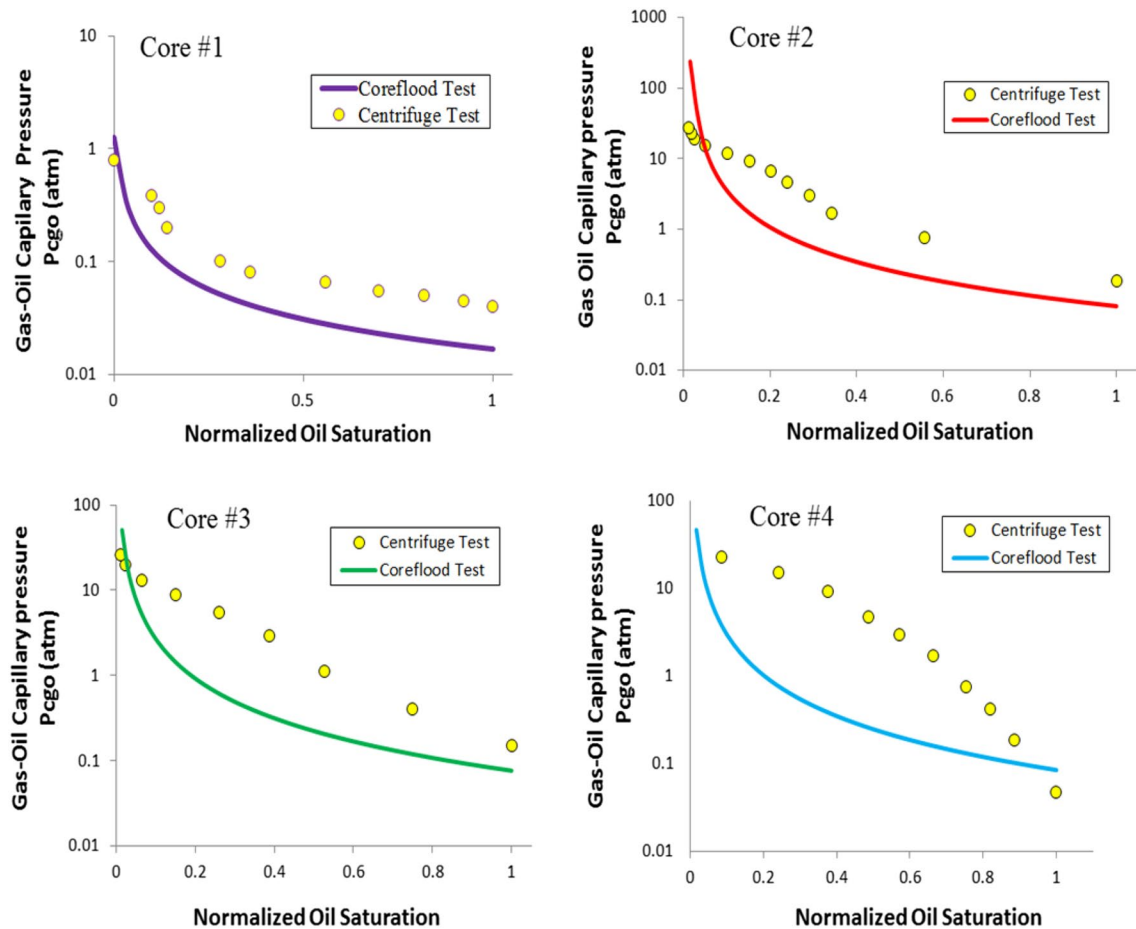 Core #1
Gas-Oil Capilary Pressure
Pcgo (atm)
10
1
0.1
0.01
Coreflood Test
Centrifuge Test
0
0.5
1
Normalized Oil Saturation
Core #2
Gas Oil Capillary Pressure
Pcgo (atm)
1000
100
10
1
0.1
0.01
Centrifuge Test
Coreflood Test
0
0.2
0.4
0.6
0.8
1
Normalized Oil Saturation
Core #3
Gas-Oil Capillary pressure
Pcgo (atm)
100
10
1
0.1
0.01
Centrifuge Test
Coreflood Test
0
0.2
0.4
0.6
0.8
1
Normalized Oil Saturation
Core #4
Gas-Oil Capillary pressure
Pcgo (atm)
100
10
1
0.1
0.01
Centrifuge Test
Coreflood Test
0
0.2
0.4
0.6
0.8
1
Normalized Oil Saturation